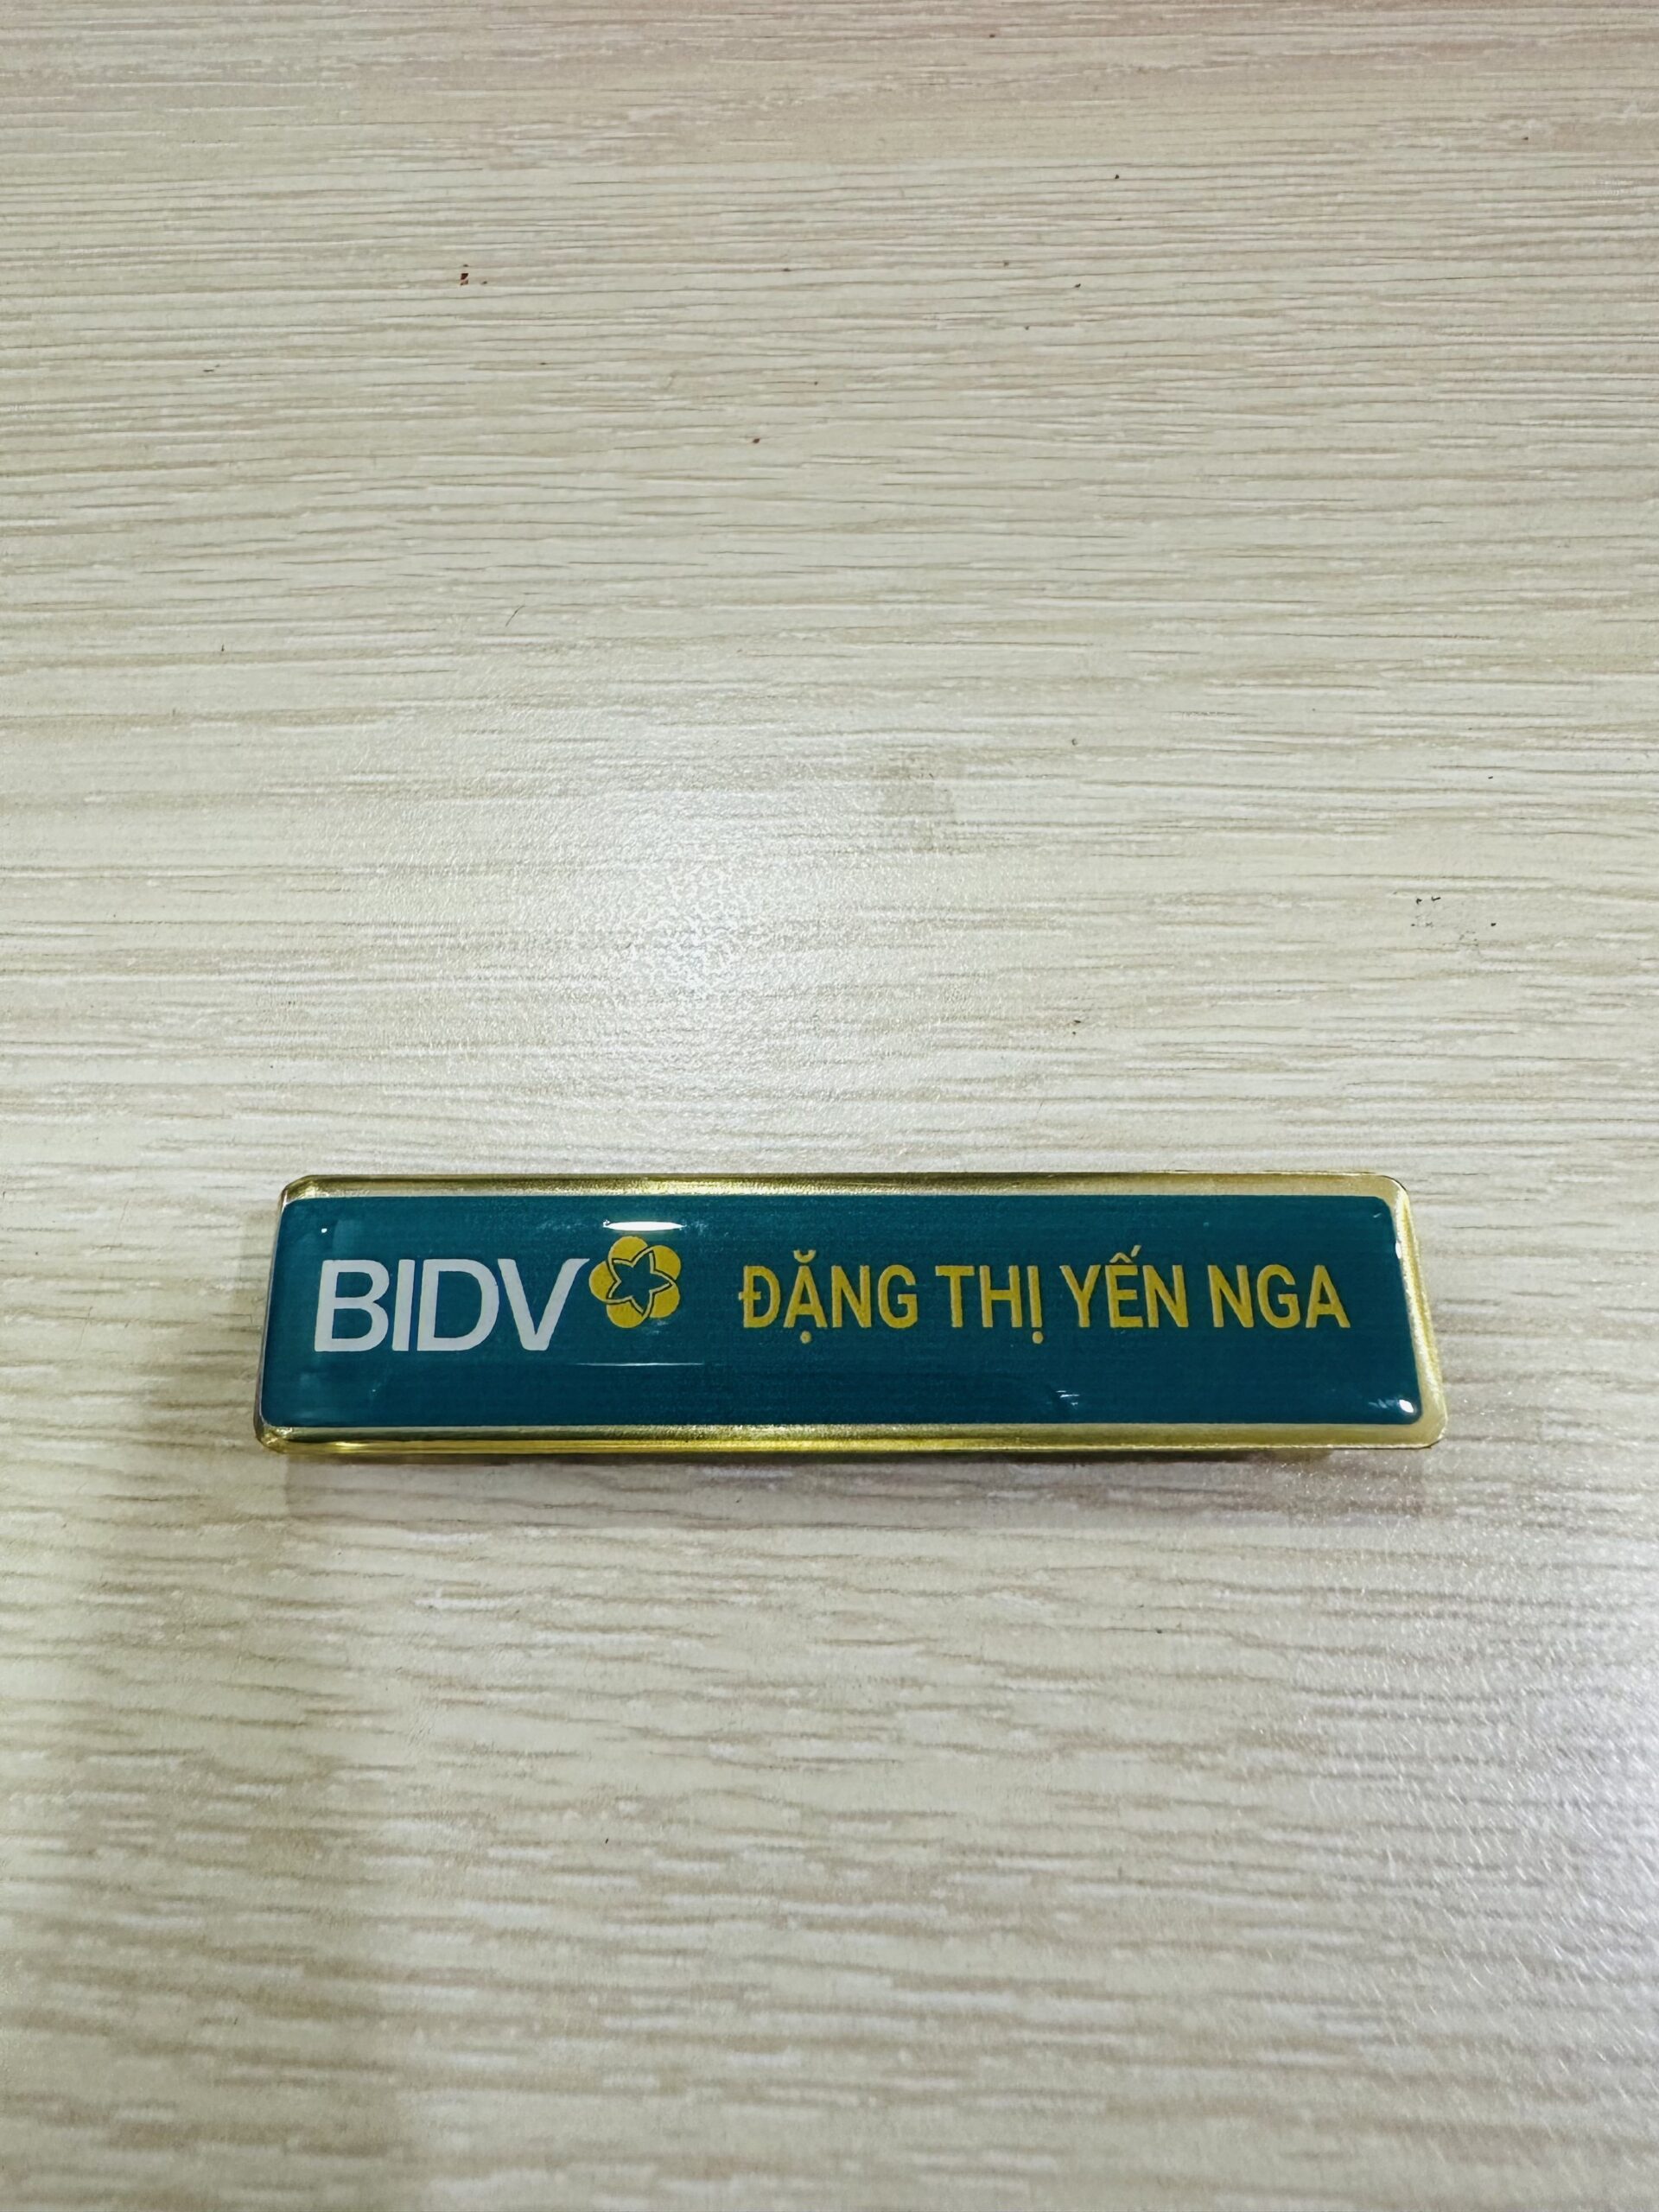 BIDV ĐẶNG THỊ YẾN NGA